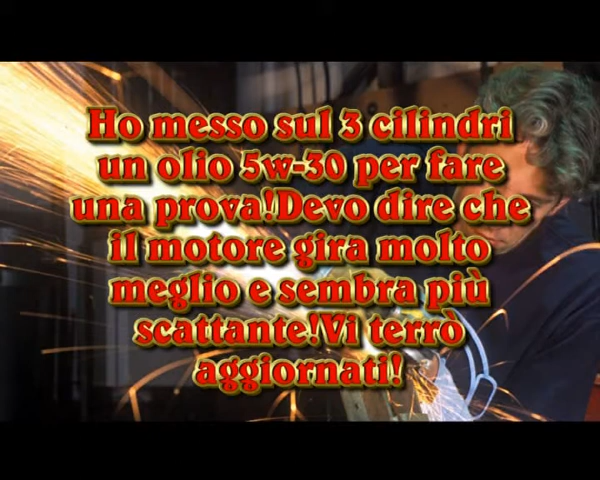 Ho messo sul 3 cilindri
un olio 5w-30 per fare
una prova!Devo dire che
il motore gira molto
meglio e sembra più
scattante!Vi terrò
aggiornati!